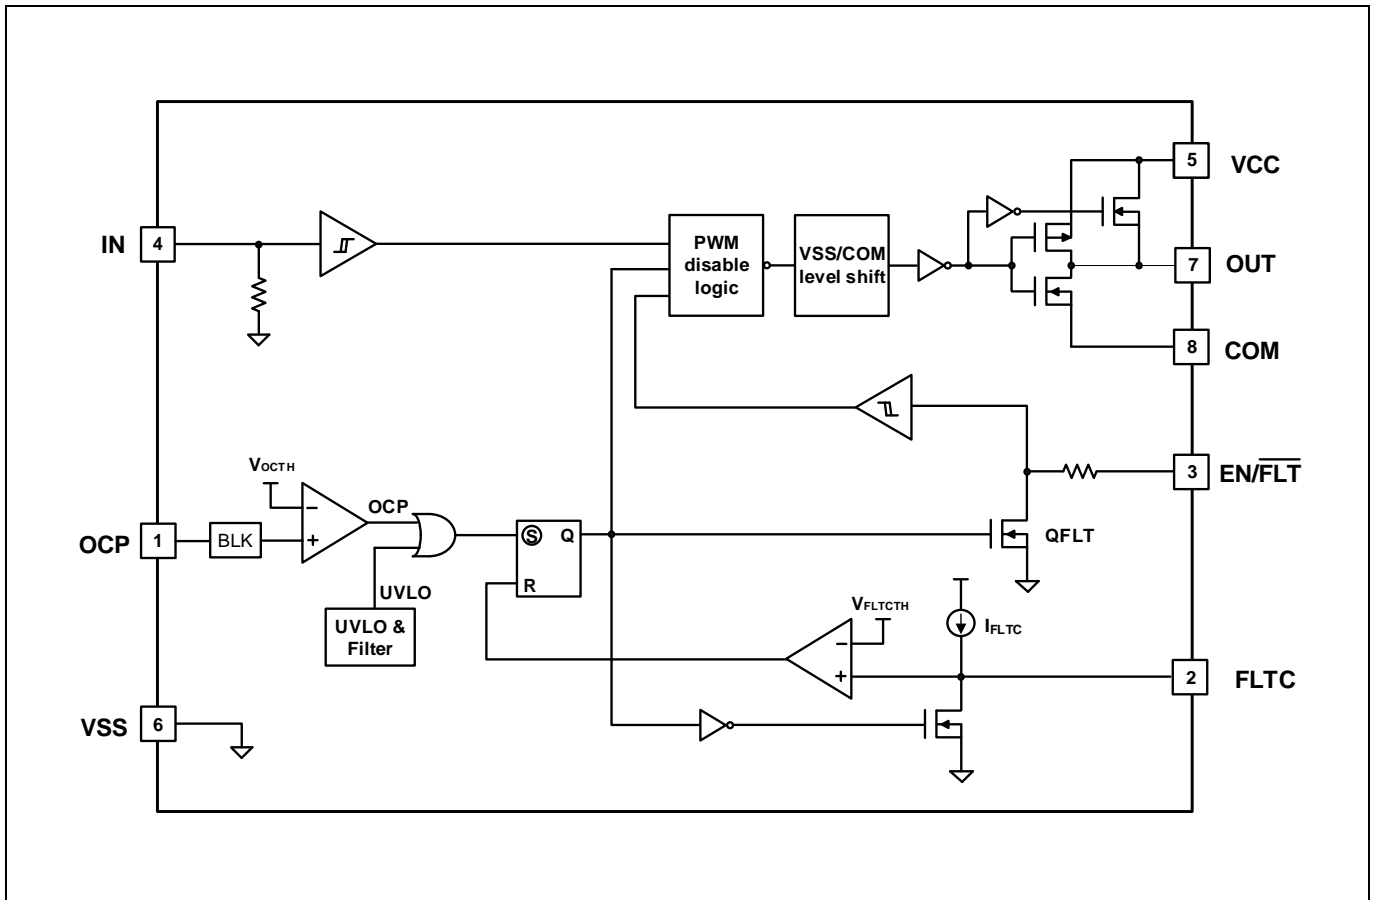 5 VCC
IN 4
PWM
disable
logic
VSS/COM
level shift
7 OUT
8 COM
3 EN/FLT
VOCTH
OCP
−
+
OCP 1
BLK
S Q
R
QFLT
UVLO
UVLO &
Filter
VFLTCTH
−
+
IFLTC
2 FLTC
VSS 6